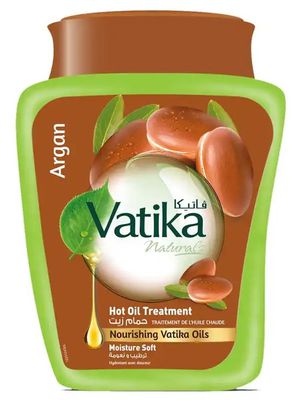 Argan
فاتيكا
Vatika
Naturals
Hot Oil Treatment
حمام زيت
TRAITEMENT DE L'HUILE CHAUDE
Nourishing Vatika Oils
Moisture Soft
ترطيب و نعومة
Hydratant avec douceur